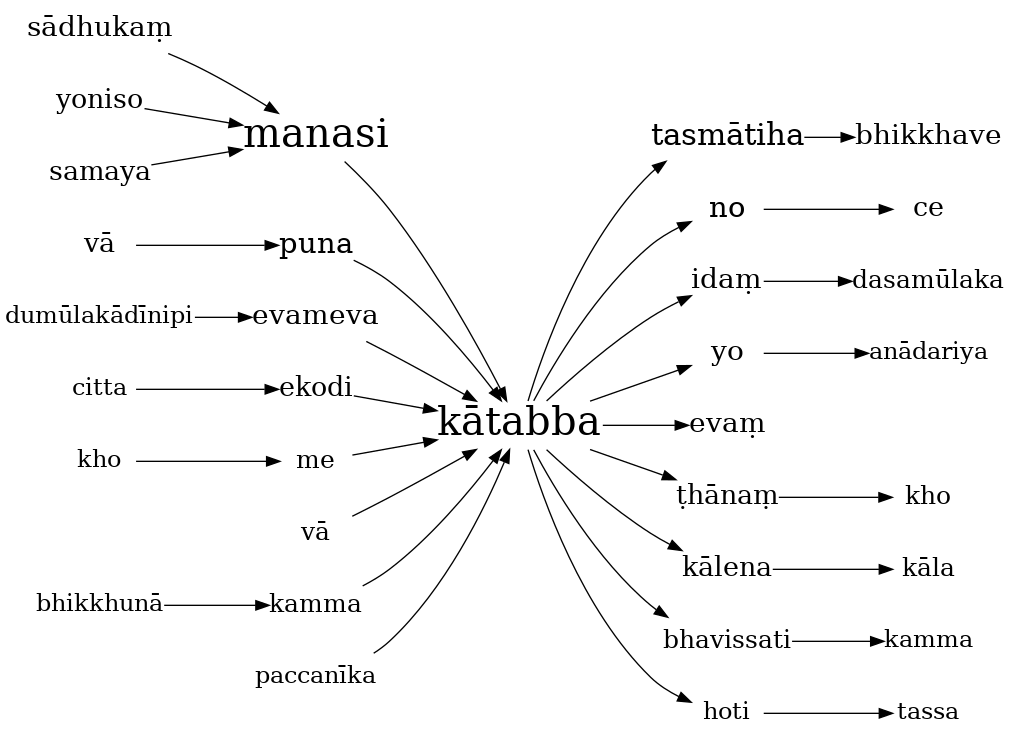 sādhukaṃ
yoniso
manasi
samaya
vā
puna
dumūlakādīnipi
evameva
citta
ekodi
kho
me
vā
bhikkhunā
kamma
paccanīka
kātabba
tasmātiha
bhikkhave
no
ce
idaṃ
dasamūlaka
yo
anādariya
evaṃ
ṭhānaṃ
kho
kālena
kāla
bhavissati
kamma
hoti
tassa